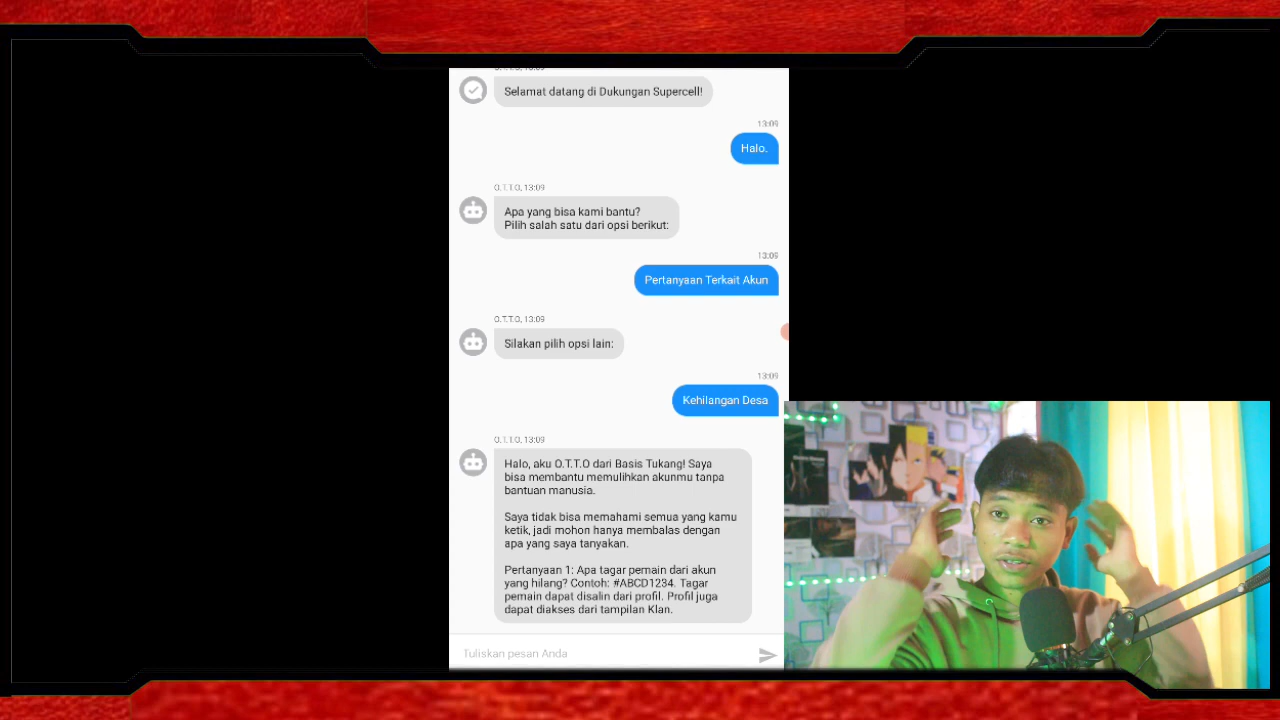 Selamat datang di Dukungan Supercell!
13:09
Halo.
O.T.T.O, 13:09
Apa yang bisa kami bantu?
Pilih salah satu dari opsi berikut:
13:09
Pertanyaan Terkait Akun
O.T.T.O, 13:09
Silakan pilih opsi lain:
13:09
Kehilangan Desa
O.T.T.O, 13:09
Halo, aku O.T.T.O dari Basis Tukang! Saya
bisa membantu memulihkan akunmu tanpa
bantuan manusia.
Saya tidak bisa memahami semua yang kamu
ketik, jadi mohon hanya membalas dengan
apa yang saya tanyakan.
Pertanyaan 1: Apa tagar pemain dari akun
yang hilang? Contoh: #ABCD1234. Tagar
pemain dapat disalin dari profil. Profil juga
dapat diakses dari tampilan Klan.
Tuliskan pesan Anda